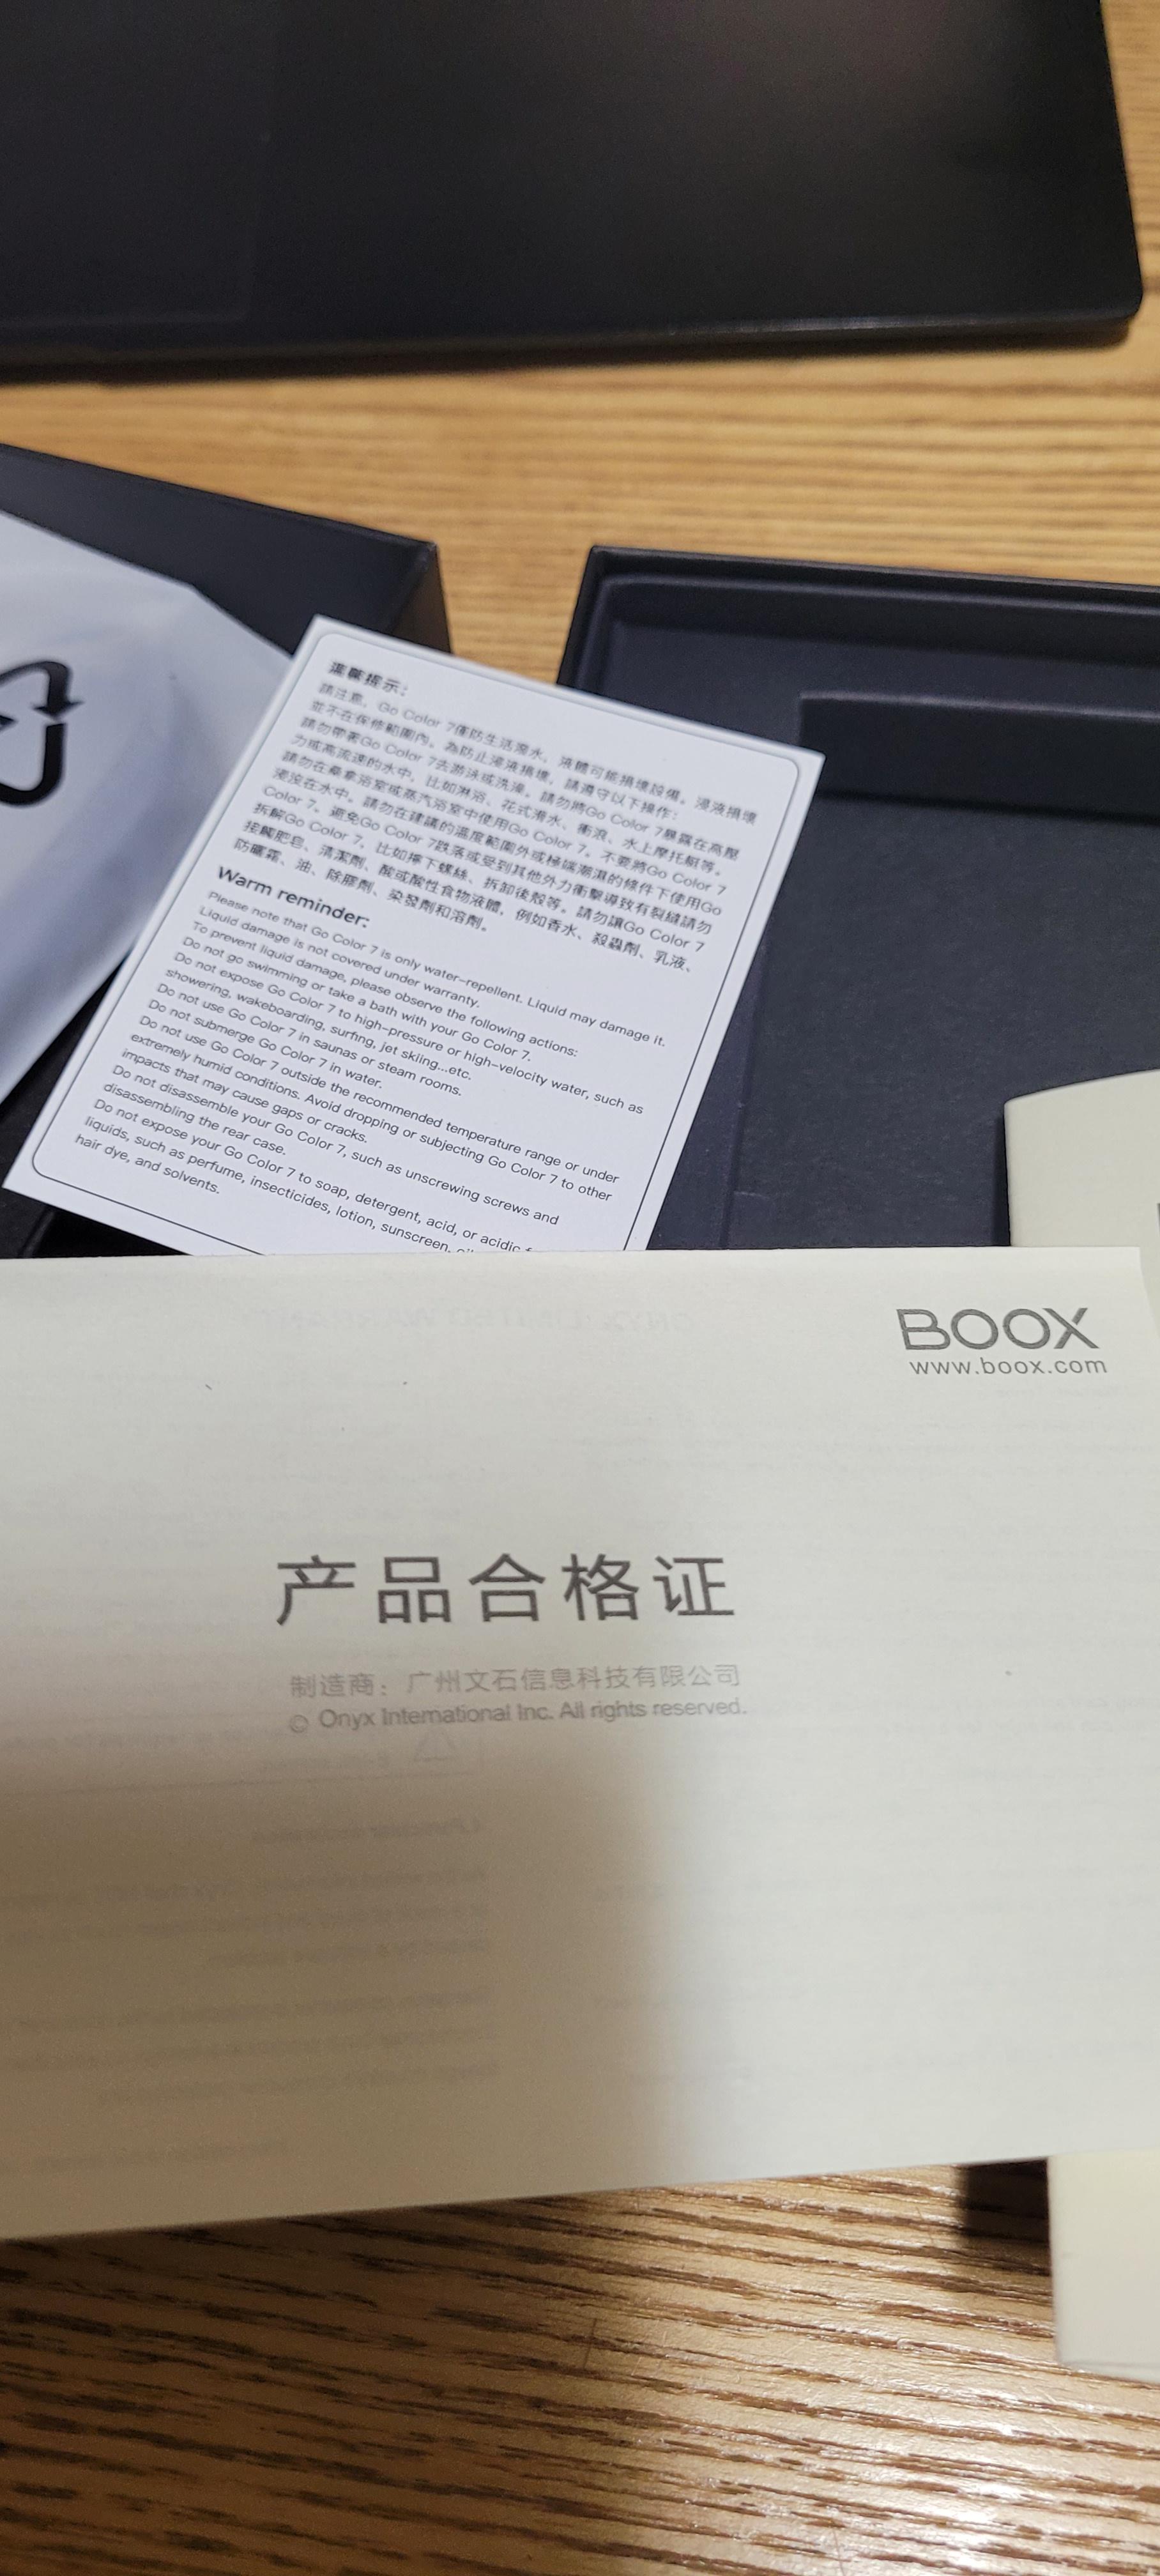 溫馨提示：
請注意，Go Color 7僅防生活潑水，液體可能損壞設備。浸液損壞
並不在保修範圍內。為防止浸液損壞，請遵守以下操作：
請勿帶著Go Color 7去游泳或洗澡。請勿將Go Color 7暴露在高壓
力或高流速的水中，比如淋浴、花式滑水、衝浪、水上摩托艇等。
請勿在桑拿浴室或蒸汽浴室中使用Go Color 7。不要將Go Color 7
浸沒在水中。請勿在建議的溫度範圍外或極端潮濕的條件下使用Go
Color 7。避免Go Color 7跌落或受到其他外力衝擊導致有裂縫請勿
拆解Go Color 7，比如擰下螺絲、拆卸後殼等。請勿讓Go Color 7
接觸肥皂、清潔劑、酸或酸性食物液體，例如香水、殺蟲劑、乳液、
防曬霜、油、除膠劑、染發劑和溶劑。
Warm reminder:
Please note that Go Color 7 is only water-repellent. Liquid may damage it.
Liquid damage is not covered under warranty.
To prevent liquid damage, please observe the following actions:
Do not go swimming or take a bath with your Go Color 7.
Do not expose Go Color 7 to high-pressure or high-velocity water, such as
showering, wakeboarding, surfing, jet skiing...etc.
Do not use Go Color 7 in saunas or steam rooms.
Do not submerge Go Color 7 in water.
Do not use Go Color 7 outside the recommended temperature range or under
extremely humid conditions. Avoid dropping or subjecting Go Color 7 to other
impacts that may cause gaps or cracks.
Do not disassemble your Go Color 7, such as unscrewing screws and
disassembling the rear case.
Do not expose your Go Color 7 to soap, detergent, acid, or acidic
liquids, such as perfume, insecticides, lotion, sunscreen,
hair dye, and solvents.
BOOX
www.boox.com
产品合格证
制造商：广州文石信息科技有限公司
© Onyx International Inc. All rights reserved.